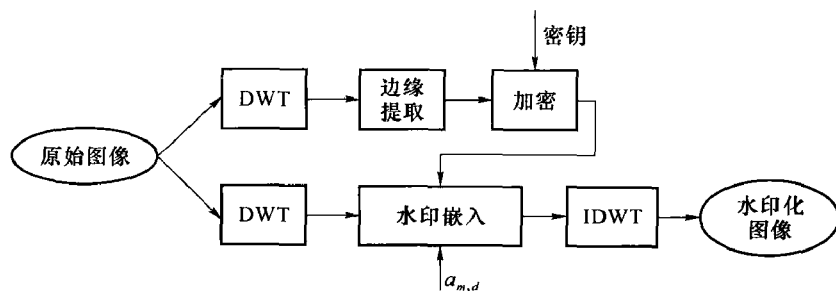 密钥
DWT
边缘
提取
加密
原始图像
DWT
水印嵌入
IDWT
水印化
图像
a_{m,d}